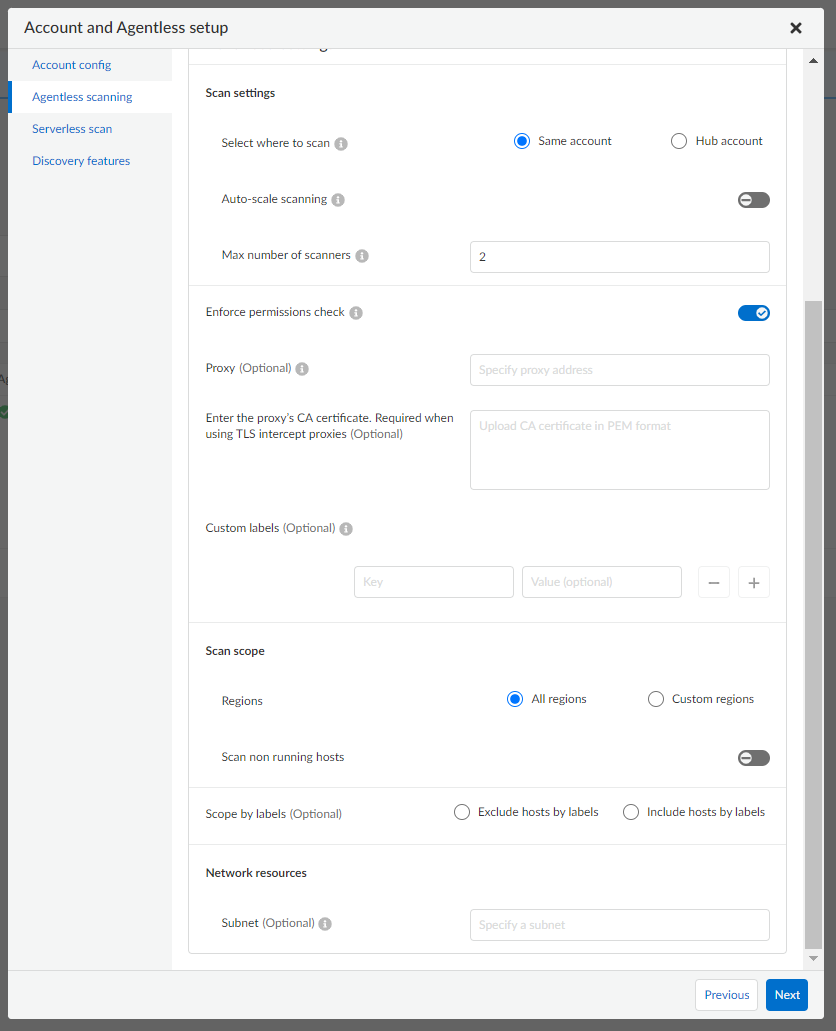 Account and Agentless setup
Account config
Agentless scanning
Serverless scan
Discovery features
Scan settings
Select where to scan
Same account
Hub account
Auto-scale scanning
Max number of scanners
2
Enforce permissions check
Proxy (Optional)
Specify proxy address
Enter the proxy's CA certificate. Required when
using TLS intercept proxies (Optional)
Upload CA certificate in PEM format
Custom labels (Optional)
Key
Value (optional)
Scan scope
Regions
All regions
Custom regions
Scan non running hosts
Scope by labels (Optional)
Exclude hosts by labels
Include hosts by labels
Network resources
Subnet (Optional)
Specify a subnet
Previous
Next